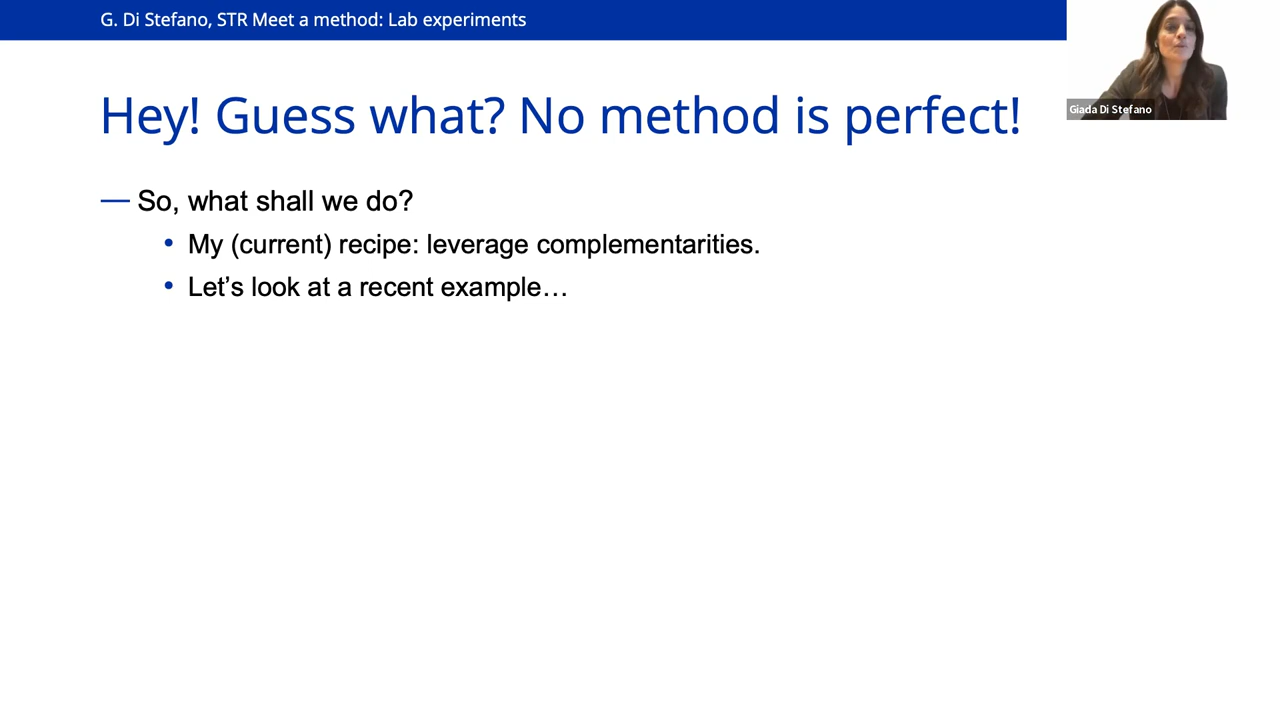 G. Di Stefano, STR Meet a method: Lab experiments
Giada Di Stefano
Hey! Guess what? No method is perfect!
— So, what shall we do?
• My (current) recipe: leverage complementarities.
• Let’s look at a recent example…